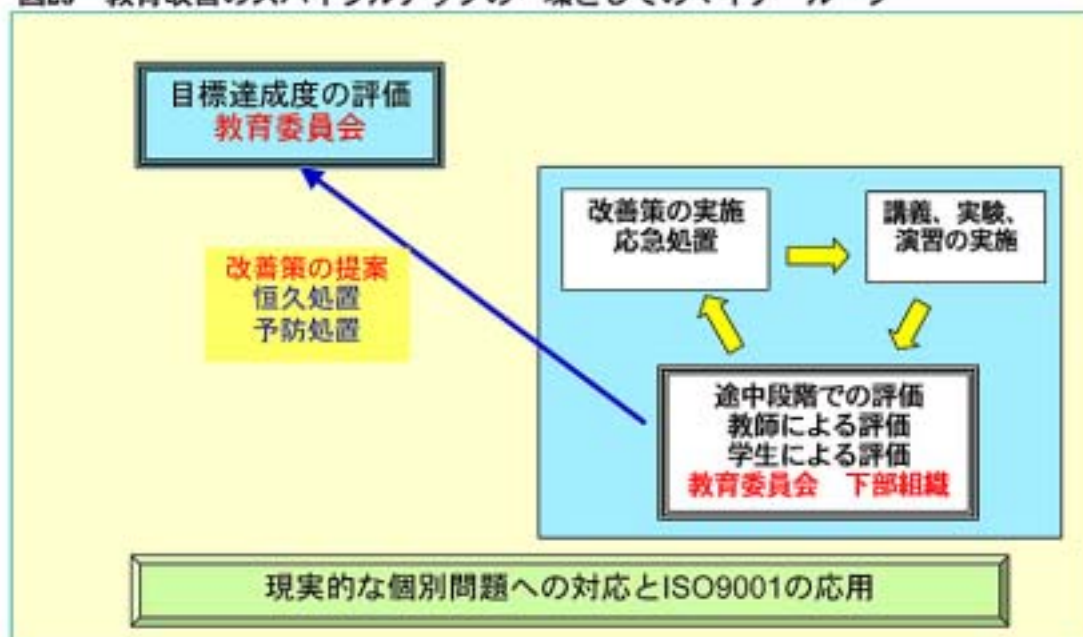 目標達成度の評価
教育委員会
改善策の提案
恒久処置
予防処置
改善策の実施
応急処置
講義、実験、
演習の実施
途中段階での評価
教師による評価
学生による評価
教育委員会　下部組織
現実的な個別問題への対応とISO9001の応用